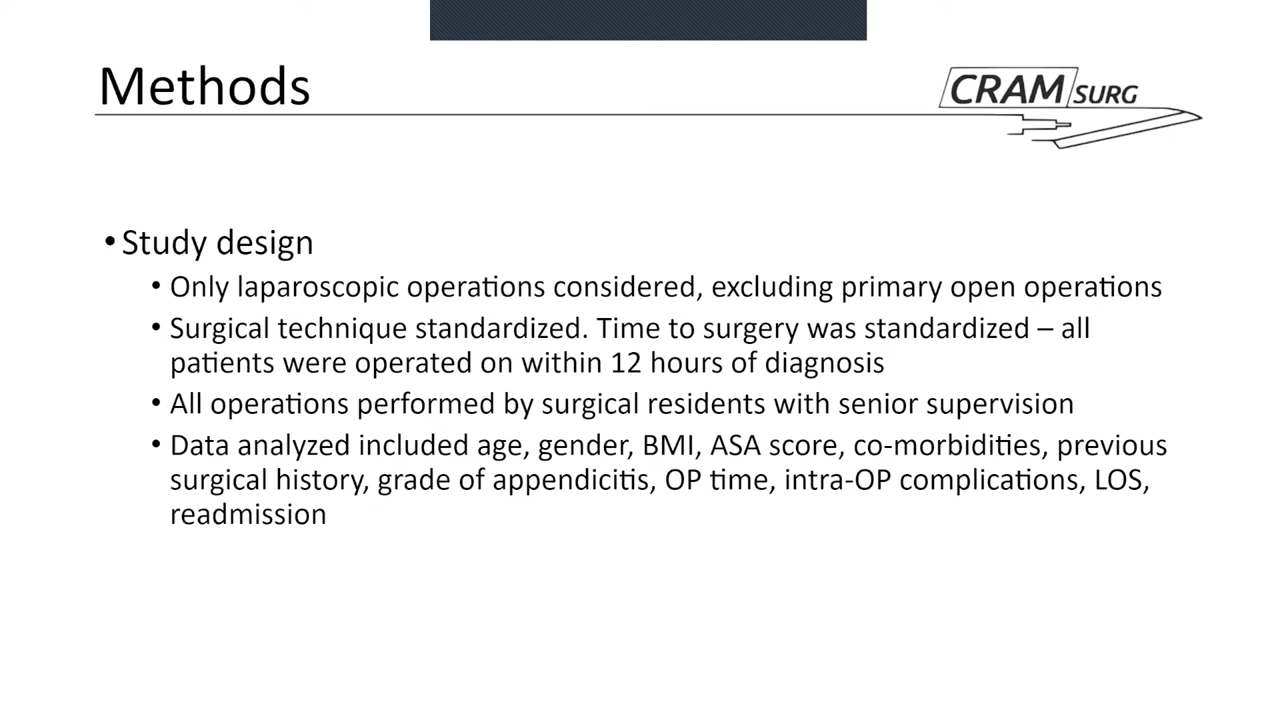 Methods
CRAM SURG
• Study design
• Only laparoscopic operations considered, excluding primary open operations
• Surgical technique standardized. Time to surgery was standardized – all
patients were operated on within 12 hours of diagnosis
• All operations performed by surgical residents with senior supervision
• Data analyzed included age, gender, BMI, ASA score, co-morbidities, previous
surgical history, grade of appendicitis, OP time, intra-OP complications, LOS,
readmission